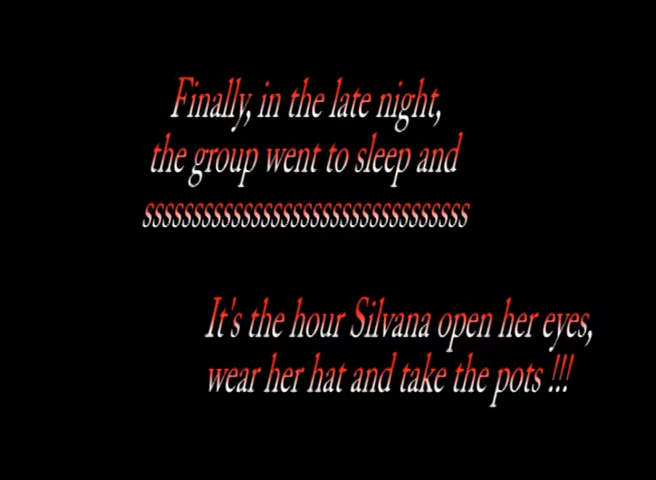 Finally, in the late night,
the group went to sleep and
sssssssssssssssssssssssssssssssss
It's the hour Silvana open her eyes,
wear her hat and take the pots !!!